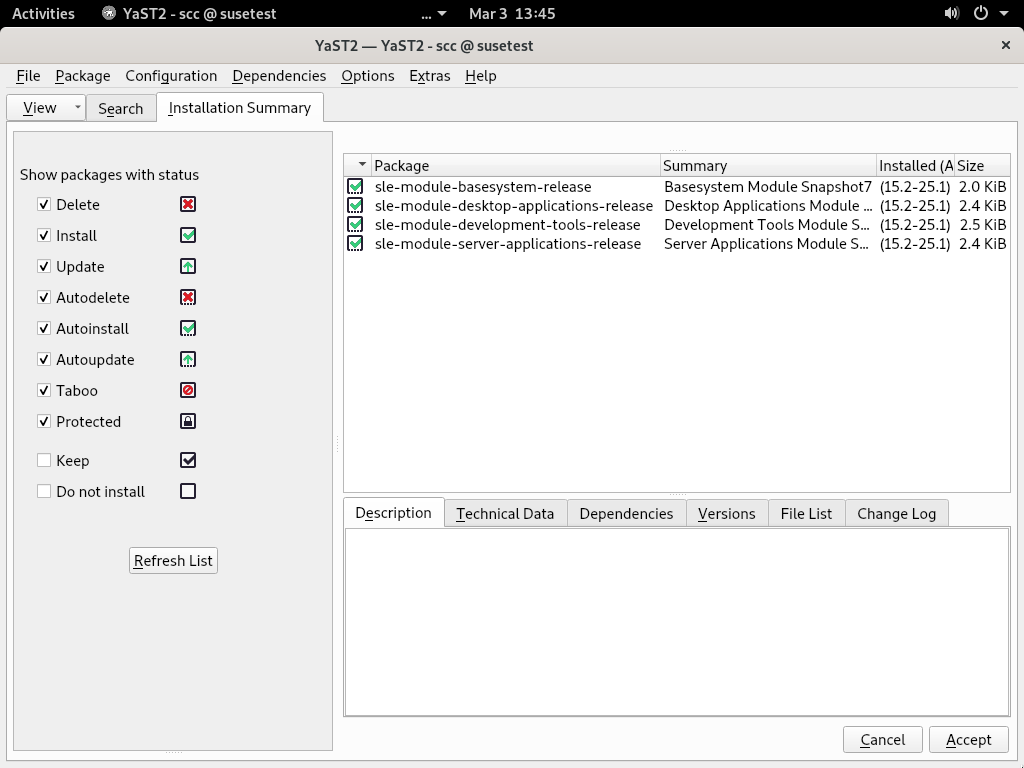 Activities YaST2 - scc @ susetest ... Mar 3 13:45
YaST2 — YaST2 - scc @ susetest ×
File Package Configuration Dependencies Options Extras Help
View Search Installation Summary
Show packages with status
Delete
Install
Update
Autodelete
Autoinstall
Autoupdate
Taboo
Protected
Keep
Do not install
Refresh List
Package Summary Installed (A Size
sle-module-basesystem-release Basesystem Module Snapshot7 (15.2-25.1) 2.0 KiB
sle-module-desktop-applications-release Desktop Applications Module ... (15.2-25.1) 2.4 KiB
sle-module-development-tools-release Development Tools Module S... (15.2-25.1) 2.5 KiB
sle-module-server-applications-release Server Applications Module S... (15.2-25.1) 2.4 KiB
Description Technical Data Dependencies Versions File List Change Log
Cancel Accept